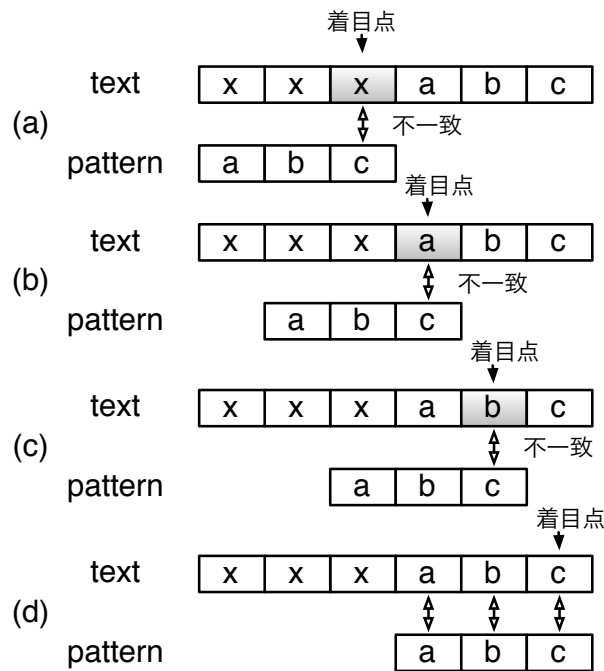 着目点
text x x x a b c
(a) 不一致
pattern a b c
着目点
text x x x a b c
(b) 不一致
pattern a b c
着目点
text x x x a b c
(c) 不一致
pattern a b c
着目点
text x x x a b c
(d)
pattern a b c